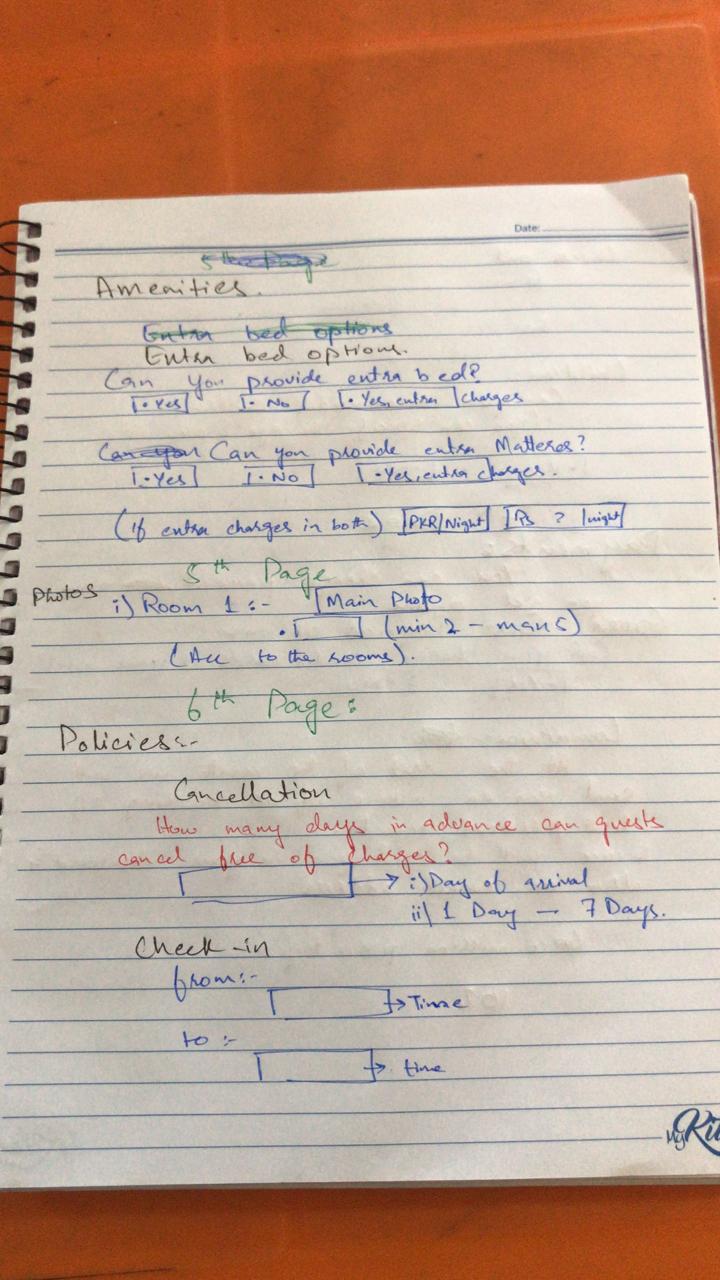 Date:
5th Page
Amenities.
Extra bed options
Extra bed options.
Can you provide extra bed?
• Yes • No • Yes, extra charges
Can you Can you provide extra Matteres?
• Yes • No • Yes, extra charges.
(if extra charges in both) PKR/Night Rs ? /night
5th Page
Photos i) Room 1 :- Main Photo
• (min 2 - max 5)
(Acc to the rooms).
6th Page:
Policies:-
Cancellation
How many days in advance can guests
cancel free of charges?
→ i) Day of arrival
ii) 1 Day — 7 Days.
Check-in
from:-
→ Time
to :-
→ time
My